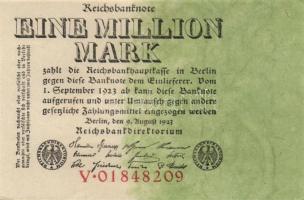 Reichsbanknote
EINE MILLION
MARK
zahlt die Reichsbankhauptkasse in Berlin
gegen diese Banknote dem Einlieferer. Vom
1. September 1923 ab kann diese Banknote
aufgerufen und unter Umtausch gegen andere
gesetzliche Zahlungsmittel eingezogen werden
Berlin, den 9. August 1923
Reichsbankdirektorium
V·01848209